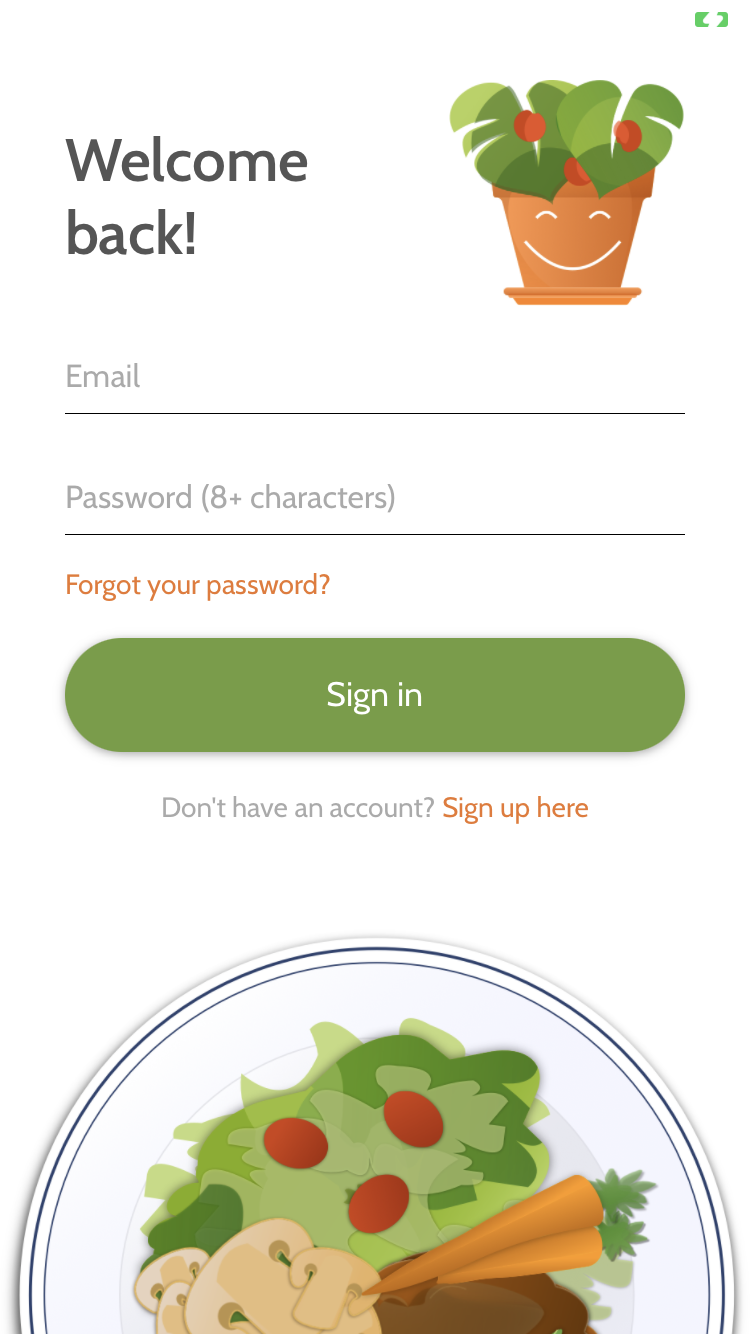 Welcome
back!
Email
Password (8+ characters)
Forgot your password?
Sign in
Don't have an account? Sign up here